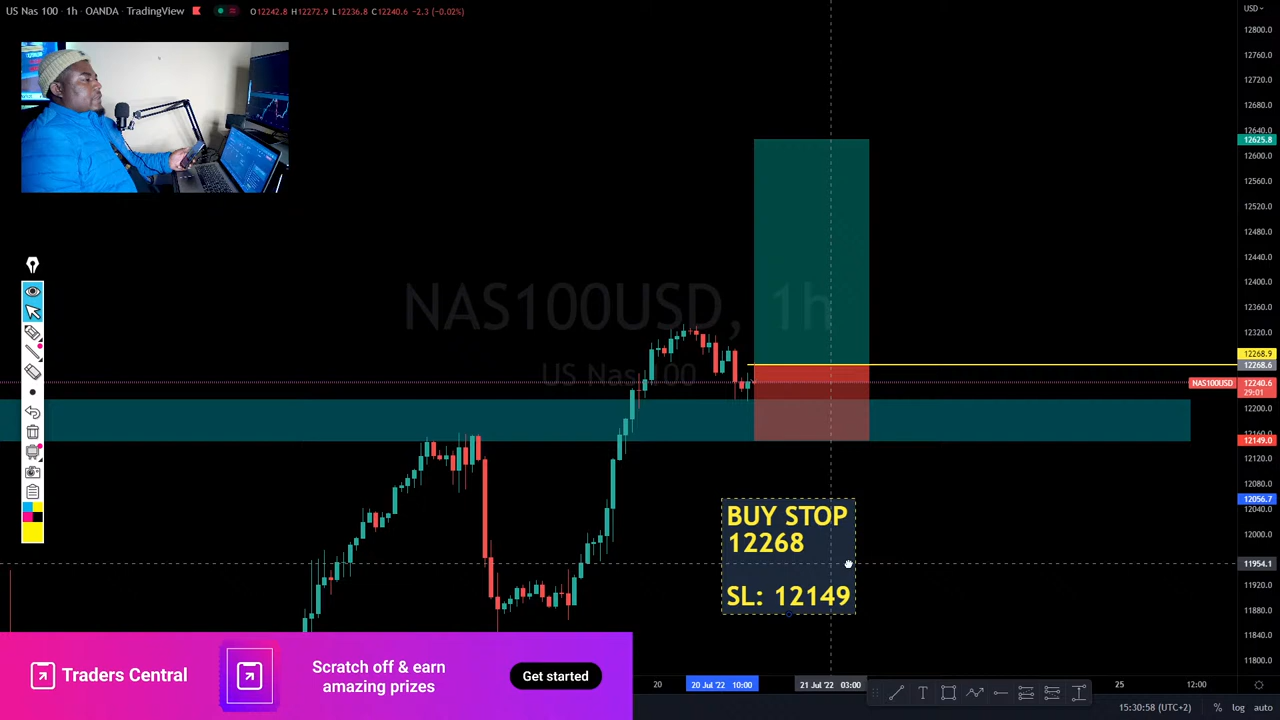 US Nas 100 · 1h · OANDA · TradingView
O12242.8 H12272.9 L12236.8 C12240.6 −2.3 (−0.02%)
USD
12800.0
12760.0
12720.0
12680.0
12640.0
12625.8
12600.0
12560.0
12520.0
12480.0
12440.0
12400.0
12360.0
NAS100USD, 1h
12320.0
12268.9
12268.6
US Nas 100
NAS100USD
12240.6
29:01
12200.0
12160.0
12149.0
12120.0
12080.0
12056.7
12040.0
BUY STOP
12268
12000.0
11954.1
11920.0
SL: 12149
11880.0
11840.0
11800.0
Traders Central
Scratch off & earn
amazing prizes
Get started
20
20 Jul '22 10:00
21 Jul '22 03:00
25
12:00
15:30:58 (UTC+2)
%
log
auto